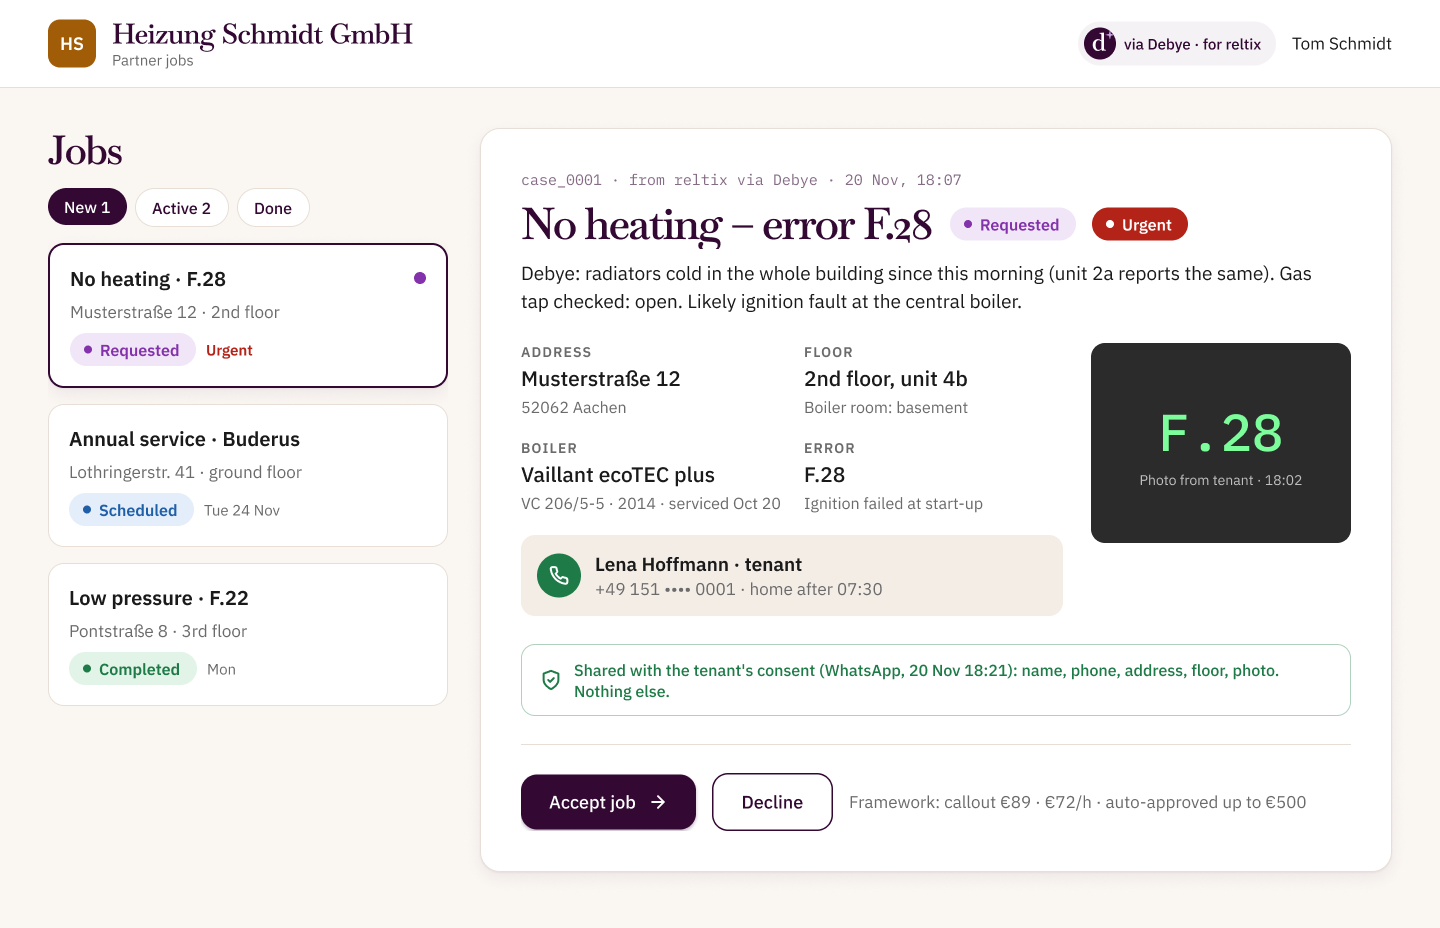 HS
Heizung Schmidt GmbH
Partner jobs
d
via Debye · for reltix
Tom Schmidt
Jobs
New 1
Active 2
Done
No heating · F.28
Musterstraße 12 · 2nd floor
Requested
Urgent
Annual service · Buderus
Lothringerstr. 41 · ground floor
Scheduled
Tue 24 Nov
Low pressure · F.22
Pontstraße 8 · 3rd floor
Completed
Mon
case_0001 · from reltix via Debye · 20 Nov, 18:07
No heating – error F.28
Requested
Urgent
Debye: radiators cold in the whole building since this morning (unit 2a reports the same). Gas
tap checked: open. Likely ignition fault at the central boiler.
ADDRESS
Musterstraße 12
52062 Aachen
FLOOR
2nd floor, unit 4b
Boiler room: basement
BOILER
Vaillant ecoTEC plus
VC 206/5-5 · 2014 · serviced Oct 20
ERROR
F.28
Ignition failed at start-up
F.28
Photo from tenant · 18:02
Lena Hoffmann · tenant
+49 151 •••• 0001 · home after 07:30
Shared with the tenant's consent (WhatsApp, 20 Nov 18:21): name, phone, address, floor, photo.
Nothing else.
Accept job →
Decline
Framework: callout €89 · €72/h · auto-approved up to €500